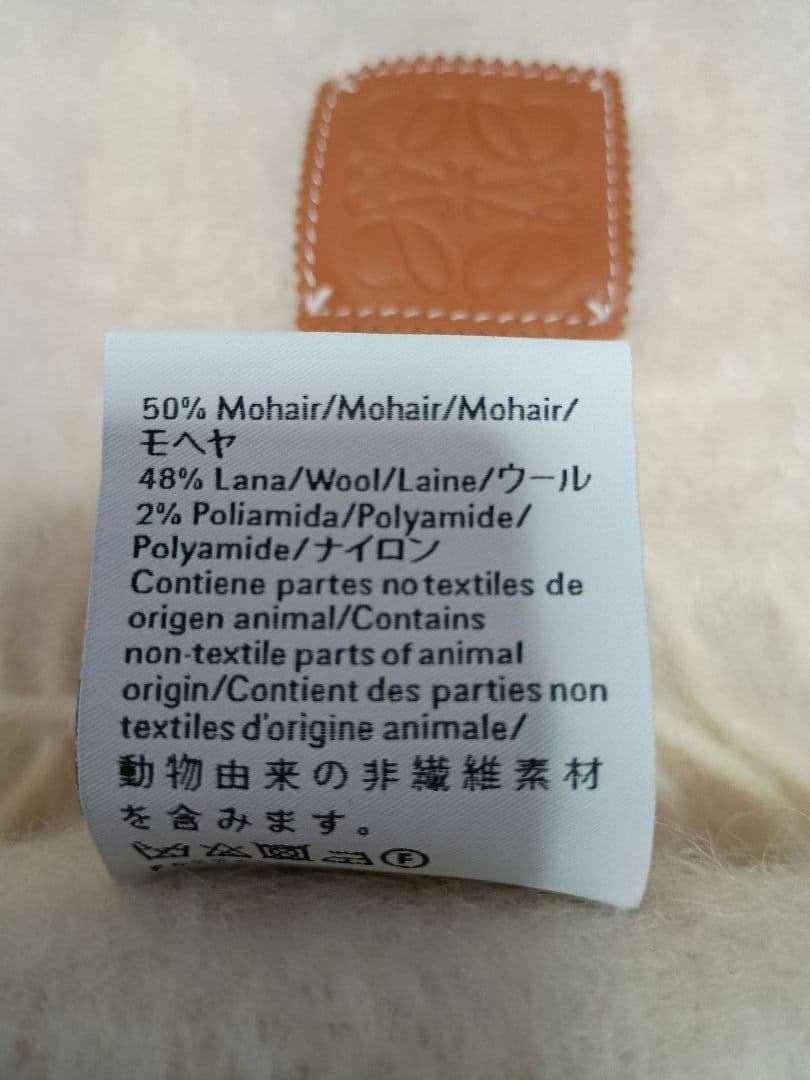 50% Mohair/Mohair/Mohair/
モヘヤ
48% Lana/Wool/Laine/ウール
2% Poliamida/Polyamide/
Polyamide/ナイロン
Contiene partes no textiles de
origen animal/Contains
non-textile parts of animal
origin/Contient des parties non
textiles d'origine animale/
動物由来の非繊維素材
を含みます。
F